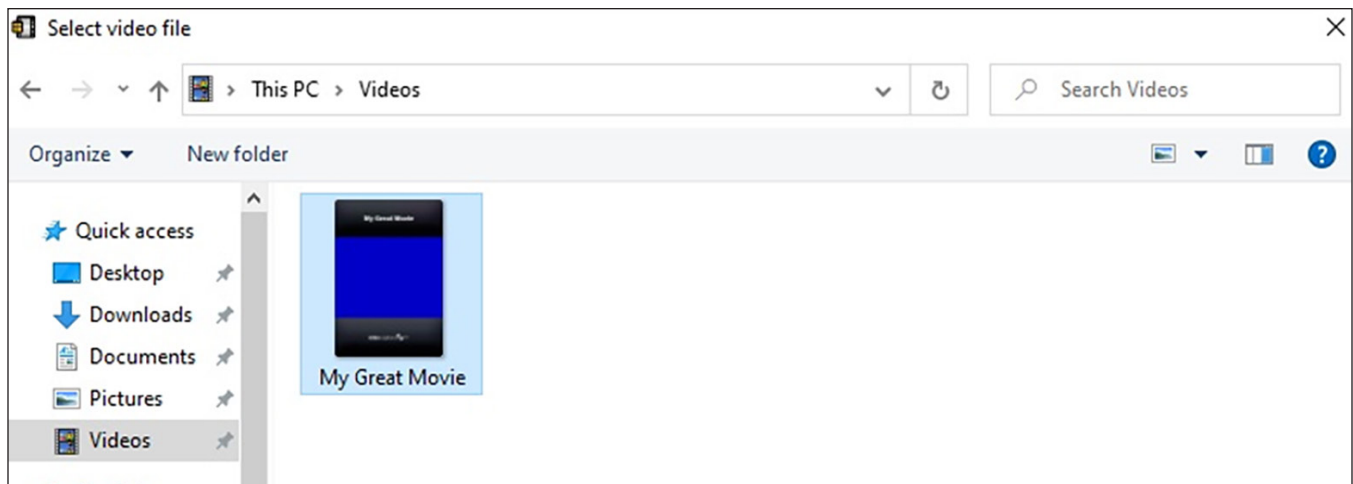 Select video file
This PC > Videos
Search Videos
Organize
New folder
Quick access
Desktop
Downloads
Documents
Pictures
Videos
My Great Movie
My Great Movie